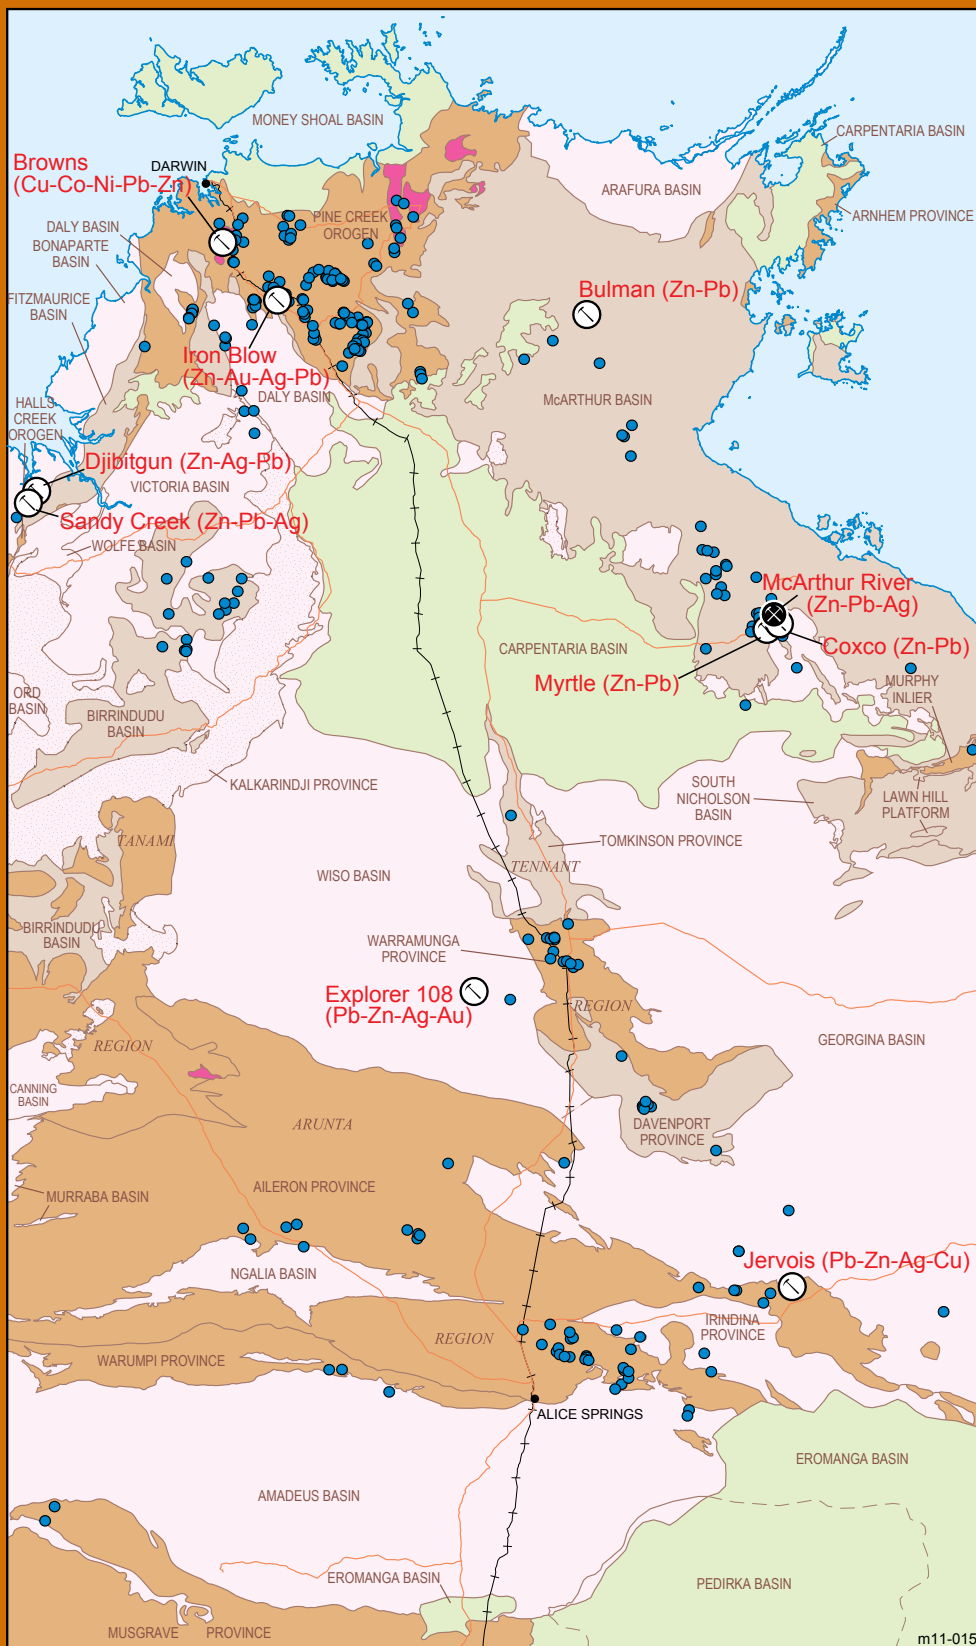 MONEY SHOAL BASIN
CARPENTARIA BASIN
Browns
(Cu-Co-Ni-Pb-Zn)
DARWIN
ARAFURA BASIN
ARNHEM PROVINCE
PINE CREEK
OROGEN
DALY BASIN
BONAPARTE
BASIN
FITZMAURICE
BASIN
Bulman (Zn-Pb)
Iron Blow
(Zn-Au-Ag-Pb)
DALY BASIN
McARTHUR BASIN
HALLS
CREEK
OROGEN
Djibitgun (Zn-Ag-Pb)
VICTORIA BASIN
Sandy Creek (Zn-Pb-Ag)
WOLFE BASIN
McArthur River
(Zn-Pb-Ag)
Coxco (Zn-Pb)
CARPENTARIA BASIN
Myrtle (Zn-Pb)
MURPHY
INLIER
ORD
BASIN
BIRRINDUDU
BASIN
KALKARINDJI PROVINCE
SOUTH
NICHOLSON
BASIN
LAWN HILL
PLATFORM
TANAMI
TOMKINSON PROVINCE
TENNANT
WISO BASIN
BIRRINDUDU
BASIN
WARRAMUNGA
PROVINCE
Explorer 108
(Pb-Zn-Ag-Au)
REGION
GEORGINA BASIN
REGION
CANNING
BASIN
ARUNTA
DAVENPORT
PROVINCE
AILERON PROVINCE
MURRABA BASIN
Jervois (Pb-Zn-Ag-Cu)
NGALIA BASIN
IRINDINA
PROVINCE
REGION
WARUMPI PROVINCE
ALICE SPRINGS
EROMANGA BASIN
AMADEUS BASIN
EROMANGA BASIN
PEDIRKA BASIN
MUSGRAVE PROVINCE
m11-015